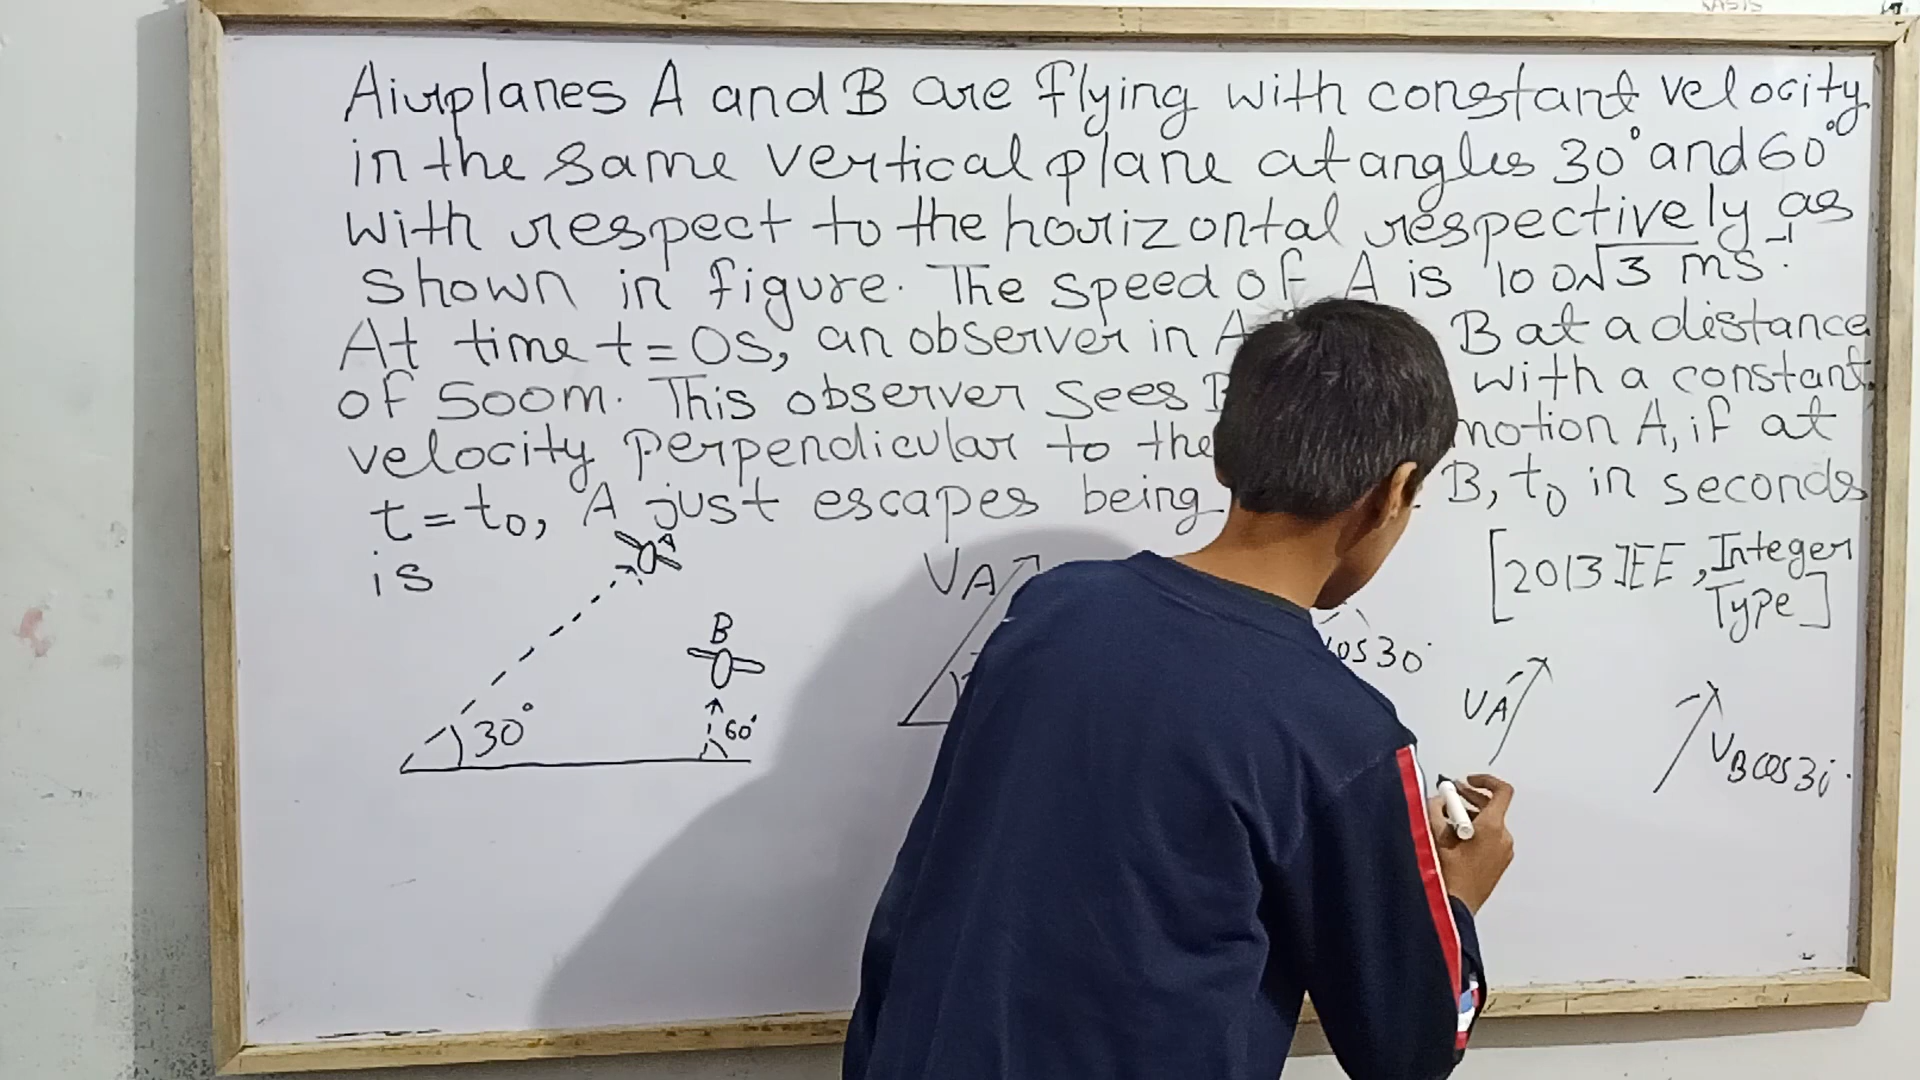 Airplanes A and B are flying with constant velocity
in the same vertical plane at angles 30° and 60°
with respect to the horizontal respectively as
shown in figure. The speed of A is 100√3 ms⁻¹.
At time t=0s, an observer in A B at a distance
of 500m. This observer sees B with a constant
velocity perpendicular to the motion A, if at
t=t₀, A just escapes being B, t₀ in seconds
is
[2013 JEE, Integer
Type]
A
B
30°
60°
VA
cos30°
VA
VB cos30°